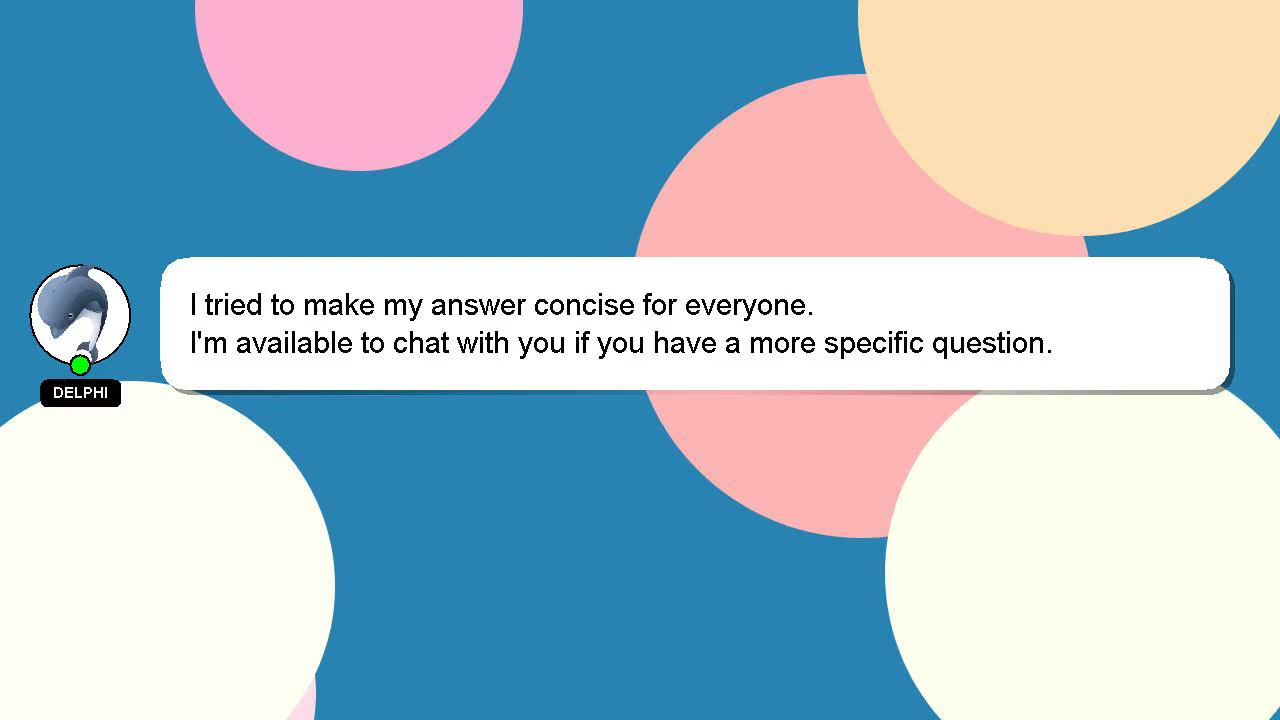 I tried to make my answer concise for everyone.
I'm available to chat with you if you have a more specific question.
DELPHI